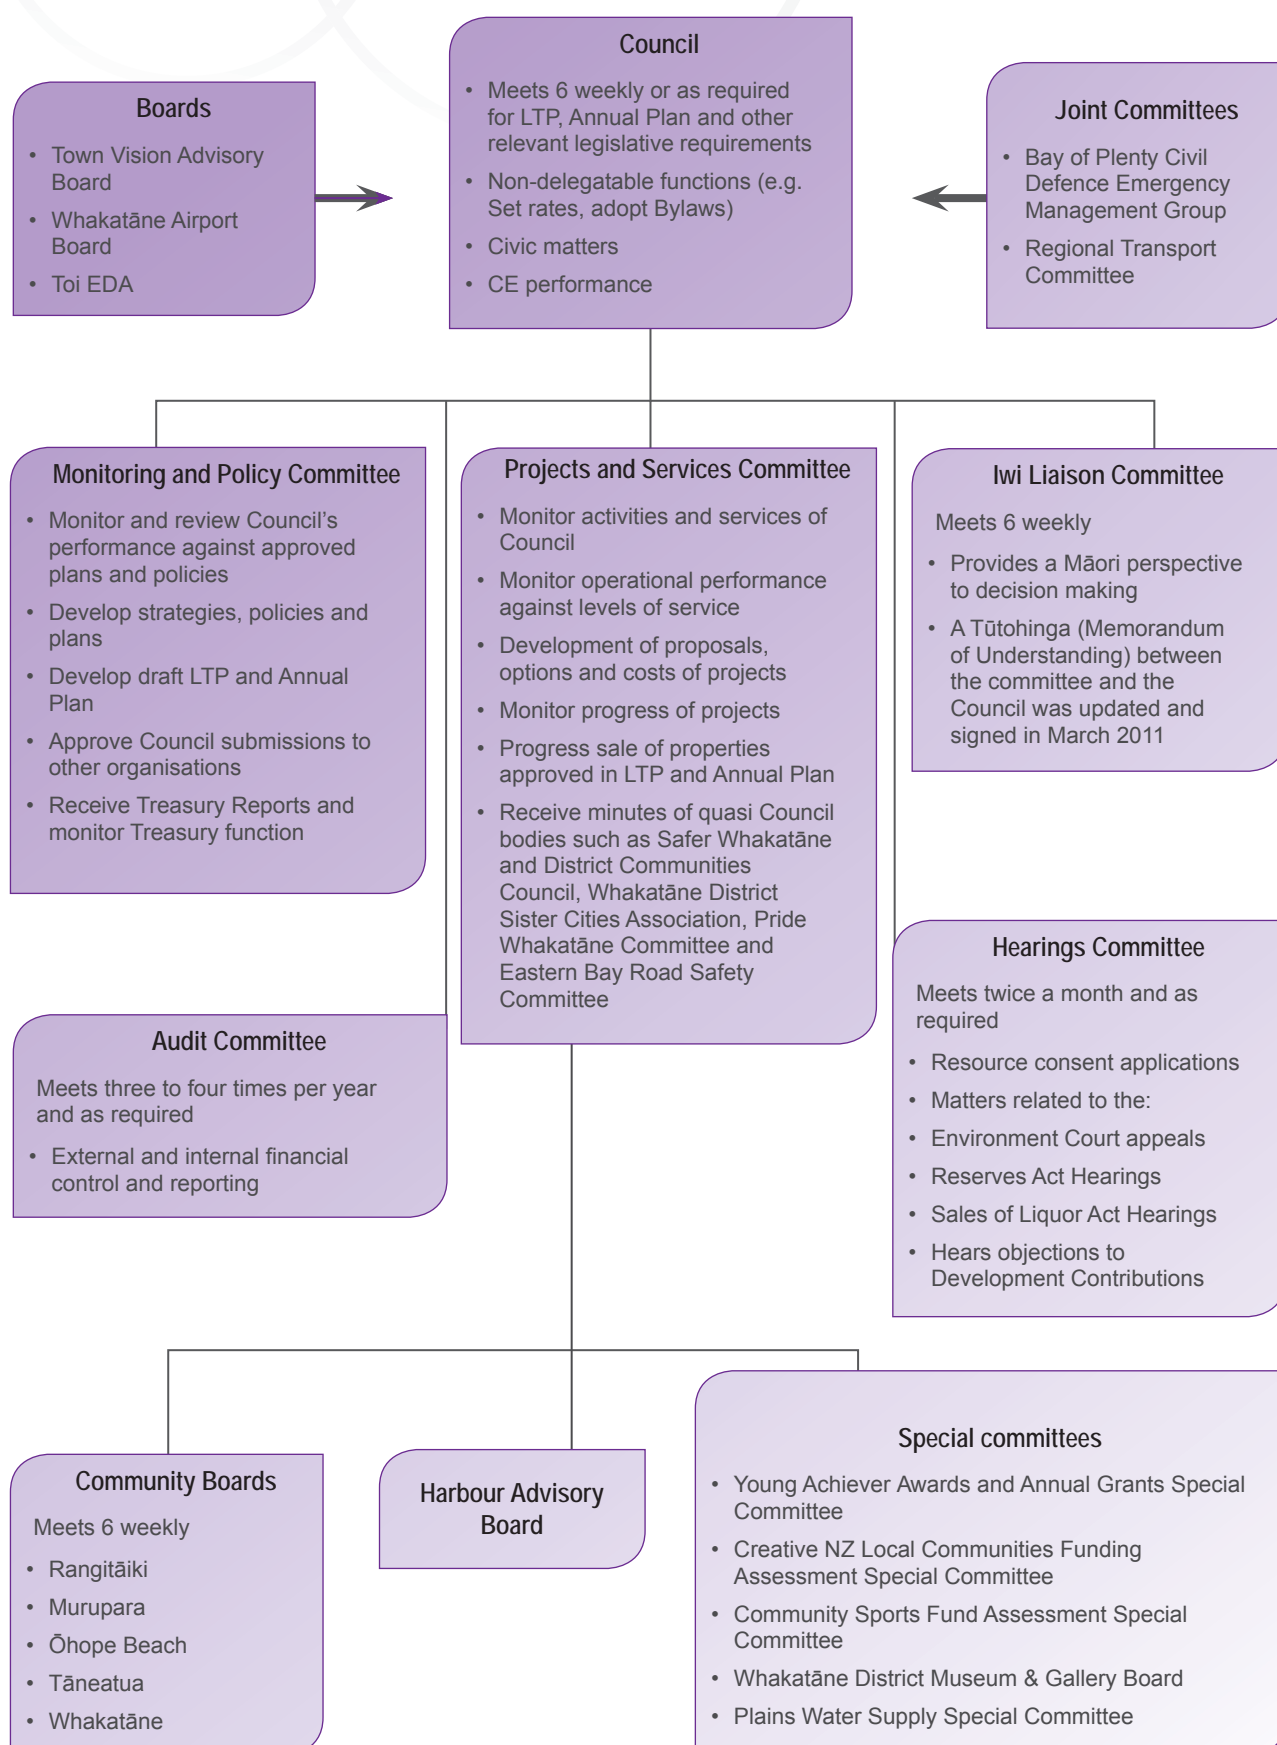 Council
• Meets 6 weekly or as required
for LTP, Annual Plan and other
relevant legislative requirements
• Non-delegatable functions (e.g.
Set rates, adopt Bylaws)
• Civic matters
• CE performance
Boards
• Town Vision Advisory
Board
• Whakatāne Airport
Board
• Toi EDA
Joint Committees
• Bay of Plenty Civil
Defence Emergency
Management Group
• Regional Transport
Committee
Monitoring and Policy Committee
• Monitor and review Council’s
performance against approved
plans and policies
• Develop strategies, policies and
plans
• Develop draft LTP and Annual
Plan
• Approve Council submissions to
other organisations
• Receive Treasury Reports and
monitor Treasury function
Projects and Services Committee
• Monitor activities and services of
Council
• Monitor operational performance
against levels of service
• Development of proposals,
options and costs of projects
• Monitor progress of projects
• Progress sale of properties
approved in LTP and Annual Plan
• Receive minutes of quasi Council
bodies such as Safer Whakatāne
and District Communities
Council, Whakatāne District
Sister Cities Association, Pride
Whakatāne Committee and
Eastern Bay Road Safety
Committee
Iwi Liaison Committee
Meets 6 weekly
• Provides a Māori perspective
to decision making
• A Tūtohinga (Memorandum
of Understanding) between
the committee and the
Council was updated and
signed in March 2011
Audit Committee
Meets three to four times per year
and as required
• External and internal financial
control and reporting
Hearings Committee
Meets twice a month and as
required
• Resource consent applications
• Matters related to the:
• Environment Court appeals
• Reserves Act Hearings
• Sales of Liquor Act Hearings
• Hears objections to
Development Contributions
Community Boards
Meets 6 weekly
• Rangitāiki
• Murupara
• Ōhope Beach
• Tāneatua
• Whakatāne
Harbour Advisory
Board
Special committees
• Young Achiever Awards and Annual Grants Special
Committee
• Creative NZ Local Communities Funding
Assessment Special Committee
• Community Sports Fund Assessment Special
Committee
• Whakatāne District Museum & Gallery Board
• Plains Water Supply Special Committee